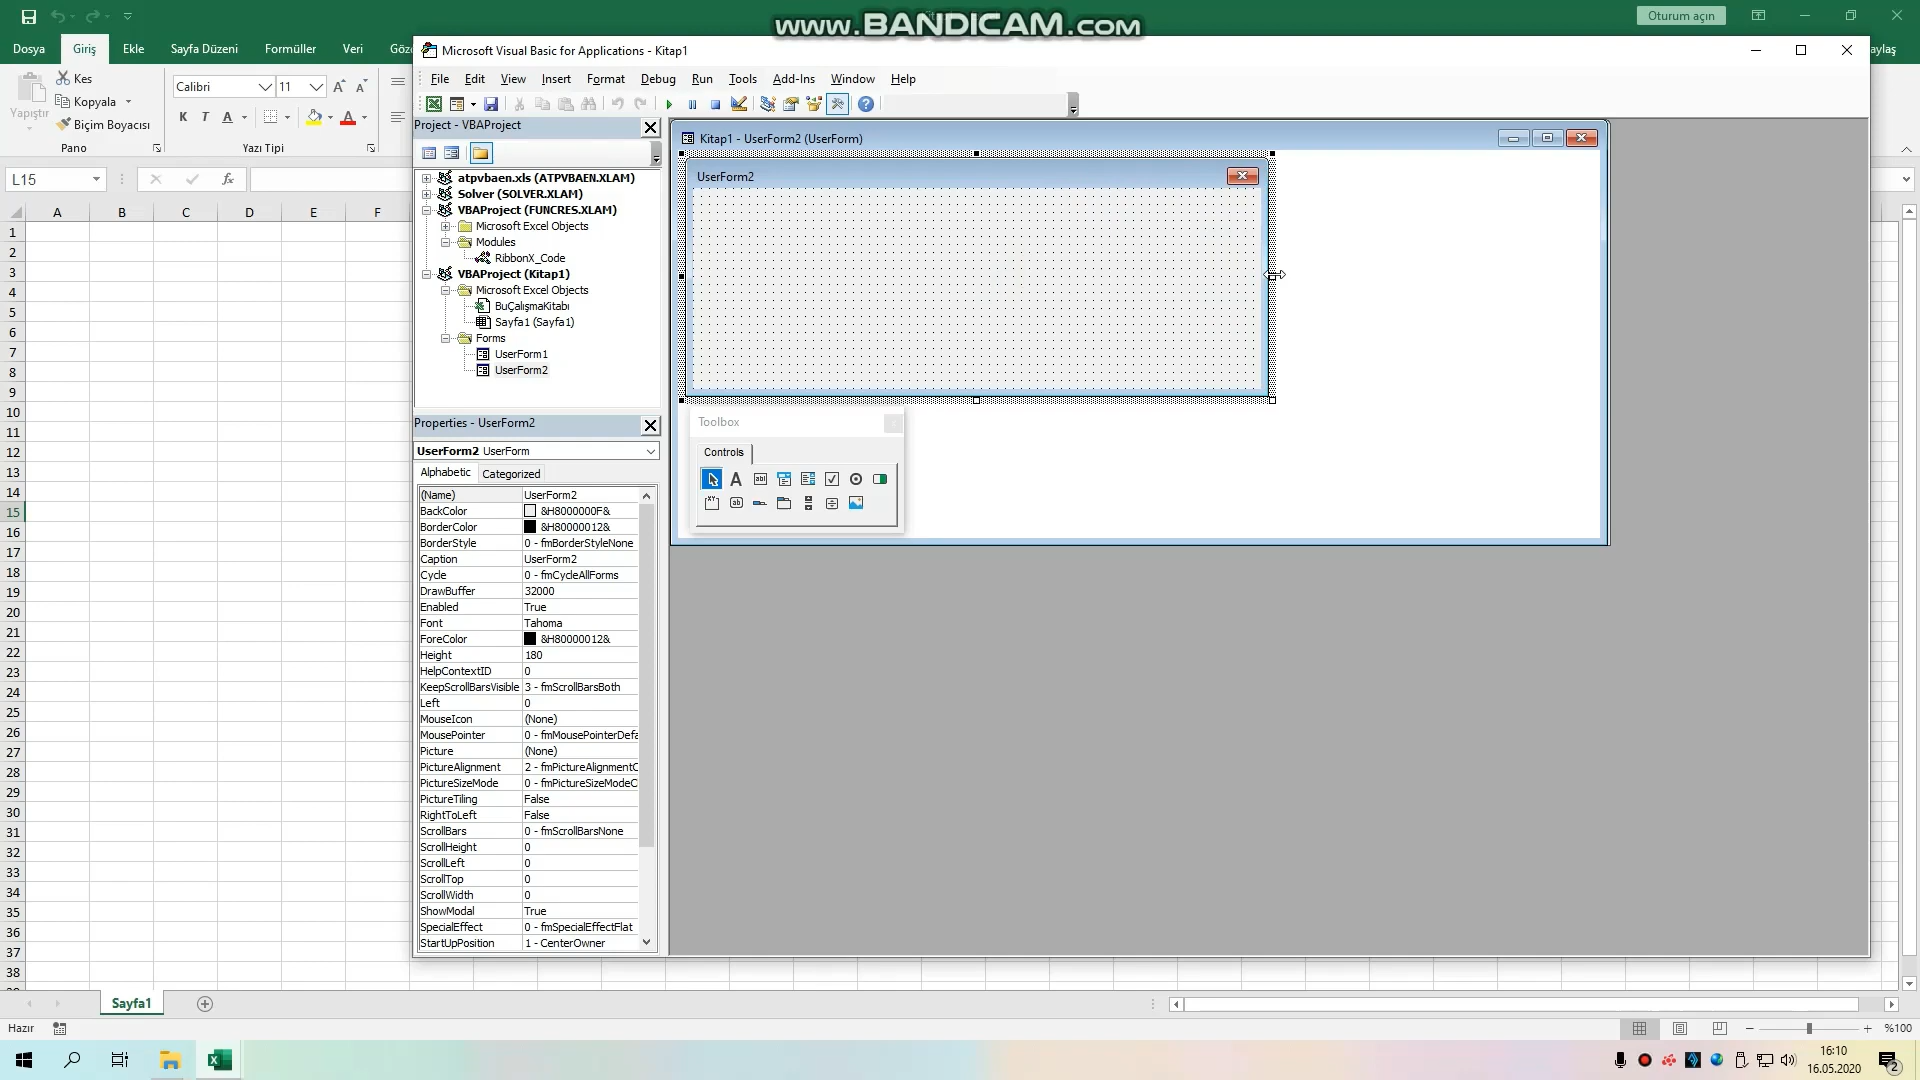 www.BANDICAM.com
Oturum açın
Dosya Giriş Ekle Sayfa Düzeni Formüller Veri Göz
aylaş
Microsoft Visual Basic for Applications - Kitap1
File Edit View Insert Format Debug Run Tools Add-Ins Window Help
Yapıştır
Kes
Kopyala
Biçim Boyacısı
Pano
Calibri 11
K T A
Yazı Tipi
L15
fx
A B C D E F
1
2
3
4
5
6
7
8
9
10
11
12
13
14
15
16
17
18
19
20
21
22
23
24
25
26
27
28
29
30
31
32
33
34
35
36
37
38
Project - VBAProject
atpvbaen.xls (ATPVBAEN.XLAM)
Solver (SOLVER.XLAM)
VBAProject (FUNCRES.XLAM)
Microsoft Excel Objects
Modules
RibbonX_Code
VBAProject (Kitap1)
Microsoft Excel Objects
BuÇalışmaKitabı
Sayfa1 (Sayfa1)
Forms
UserForm1
UserForm2
Properties - UserForm2
UserForm2 UserForm
Alphabetic Categorized
(Name) UserForm2
BackColor &H8000000F&
BorderColor &H80000012&
BorderStyle 0 - fmBorderStyleNone
Caption UserForm2
Cycle 0 - fmCycleAllForms
DrawBuffer 32000
Enabled True
Font Tahoma
ForeColor &H80000012&
Height 180
HelpContextID 0
KeepScrollBarsVisible 3 - fmScrollBarsBoth
Left 0
MouseIcon (None)
MousePointer 0 - fmMousePointerDefa
Picture (None)
PictureAlignment 2 - fmPictureAlignmentC
PictureSizeMode 0 - fmPictureSizeModeC
PictureTiling False
RightToLeft False
ScrollBars 0 - fmScrollBarsNone
ScrollHeight 0
ScrollLeft 0
ScrollTop 0
ScrollWidth 0
ShowModal True
SpecialEffect 0 - fmSpecialEffectFlat
StartUpPosition 1 - CenterOwner
Kitap1 - UserForm2 (UserForm)
UserForm2
Toolbox
Controls
Sayfa1
Hazır
%100
16:10
16.05.2020
2